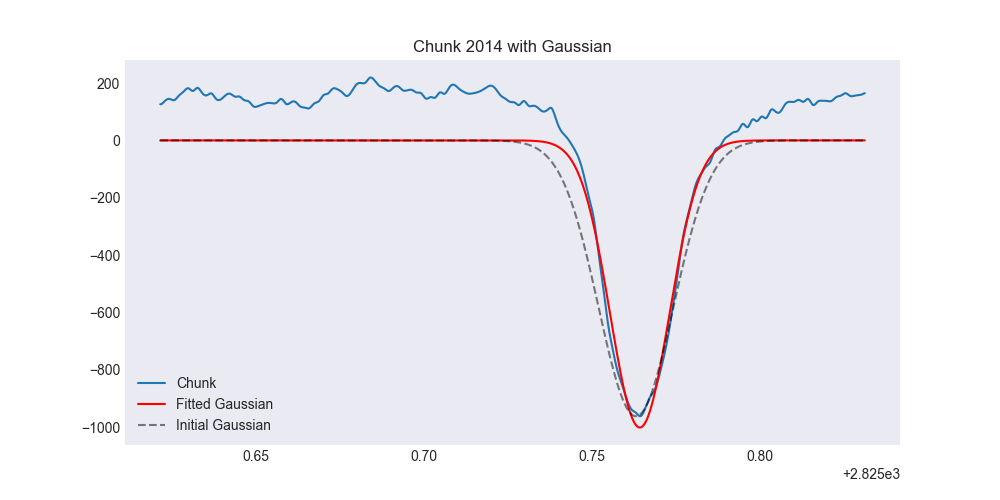 Chunk 2014 with Gaussian
200
0
−200
−400
−600
−800
−1000
Chunk
Fitted Gaussian
Initial Gaussian
0.65 0.70 0.75 0.80
+2.825e3